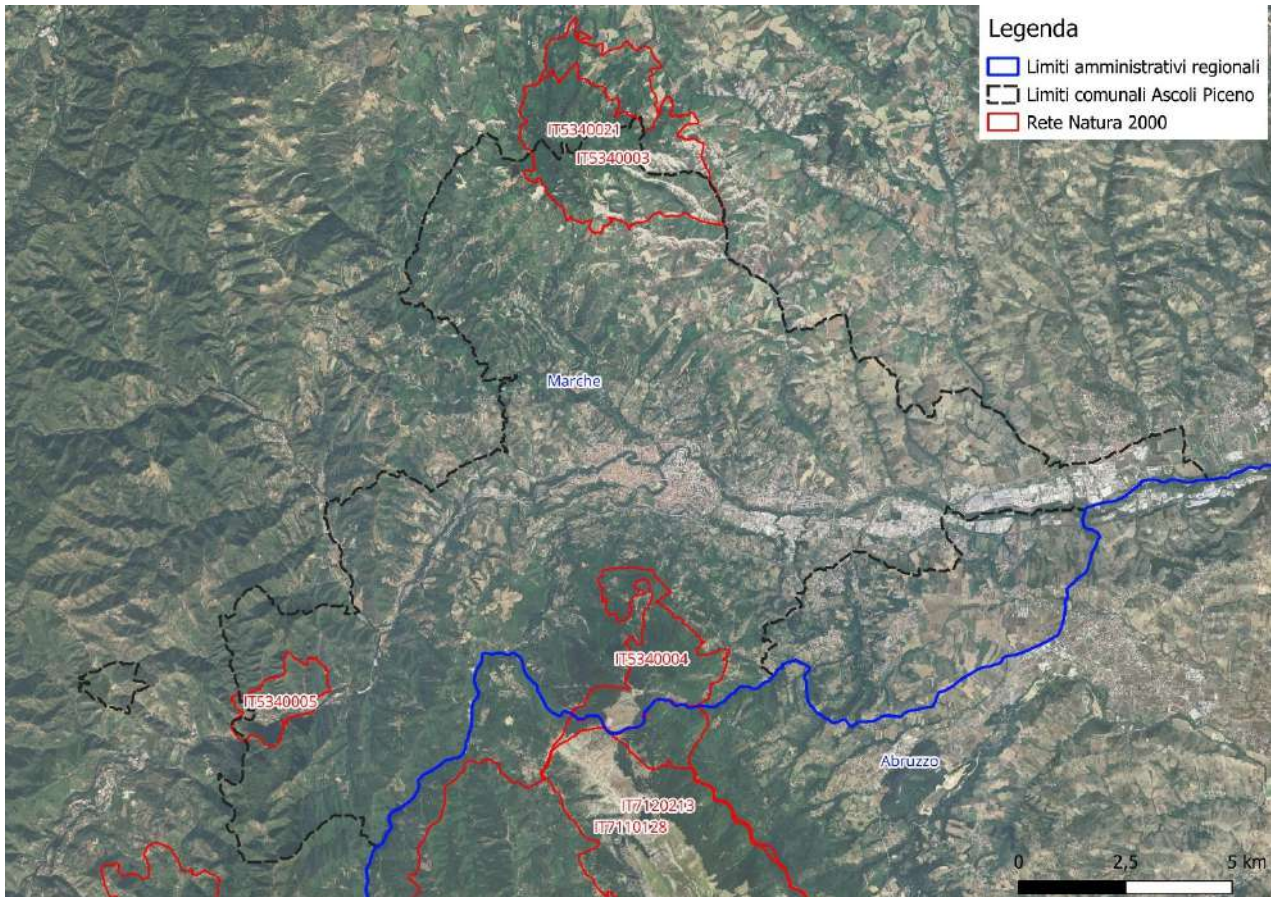 Legenda
Limiti amministrativi regionali
Limiti comunali Ascoli Piceno
Rete Natura 2000
IT5340021
IT5340003
Marche
IT5340004
IT5340005
Abruzzo
IT7120213
IT7110128
0 2,5 5 km